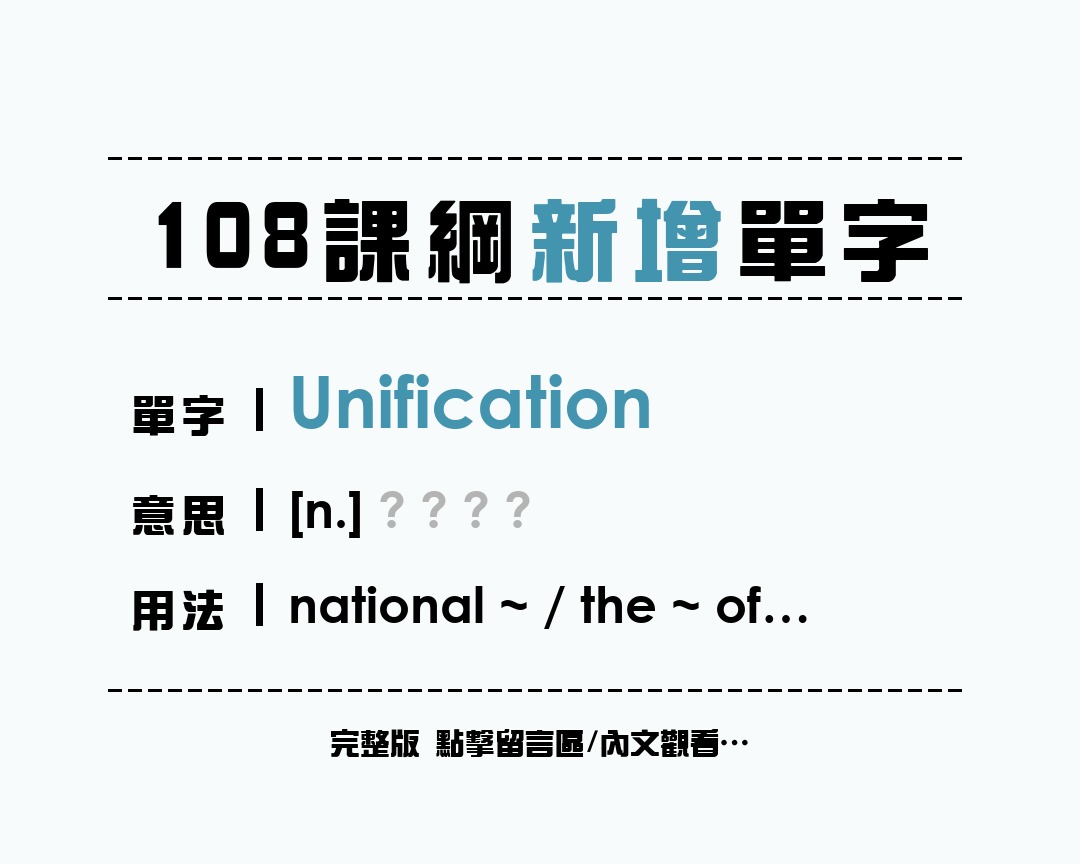 108課綱新增單字
單字 | Unification
意思 | [n.] ? ? ? ?
用法 | national ~ / the ~ of…
完整版 點擊留言區/內文觀看…